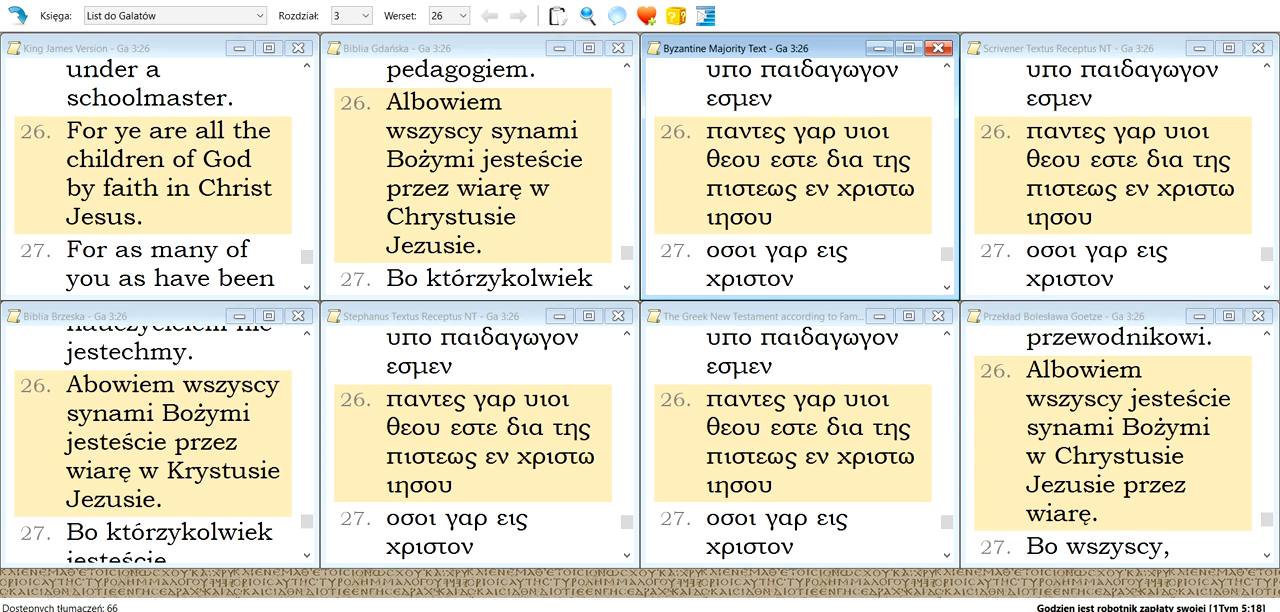 Księga: List do Galatów Rozdział: 3 Werset: 26
King James Version - Ga 3:26
under a
schoolmaster.
26. For ye are all the
children of God
by faith in Christ
Jesus.
27. For as many of
you as have been
Biblia Gdańska - Ga 3:26
pedagogiem.
26. Albowiem
wszyscy synami
Bożymi jesteście
przez wiarę w
Chrystusie
Jezusie.
27. Bo którzykolwiek
Byzantine Majority Text - Ga 3:26
υπο παιδαγωγον
εσμεν
26. παντες γαρ υιοι
θεου εστε δια της
πιστεως εν χριστω
ιησου
27. οσοι γαρ εις
χριστον
Scrivener Textus Receptus NT - Ga 3:26
υπο παιδαγωγον
εσμεν
26. παντες γαρ υιοι
θεου εστε δια της
πιστεως εν χριστω
ιησου
27. οσοι γαρ εις
χριστον
Biblia Brzeska - Ga 3:26
nauczycielem nie
jestechmy.
26. Abowiem wszyscy
synami Bożymi
jesteście przez
wiarę w Krystusie
Jezusie.
27. Bo którzykolwiek
jesteście
Stephanus Textus Receptus NT - Ga 3:26
υπο παιδαγωγον
εσμεν
26. παντες γαρ υιοι
θεου εστε δια της
πιστεως εν χριστω
ιησου
27. οσοι γαρ εις
χριστον
The Greek New Testament according to Fam...
υπο παιδαγωγον
εσμεν
26. παντες γαρ υιοι
θεου εστε δια της
πιστεως εν χριστω
ιησου
27. οσοι γαρ εις
χριστον
Przekład Bolesława Goetze - Ga 3:26
przewodnikowi.
26. Albowiem
wszyscy jesteście
synami Bożymi
w Chrystusie
Jezusie przez
wiarę.
27. Bo wszyscy,
Dostępnych tłumaczeń: 66
Godzien jest robotnik zapłaty swojej [1Tym 5:18]